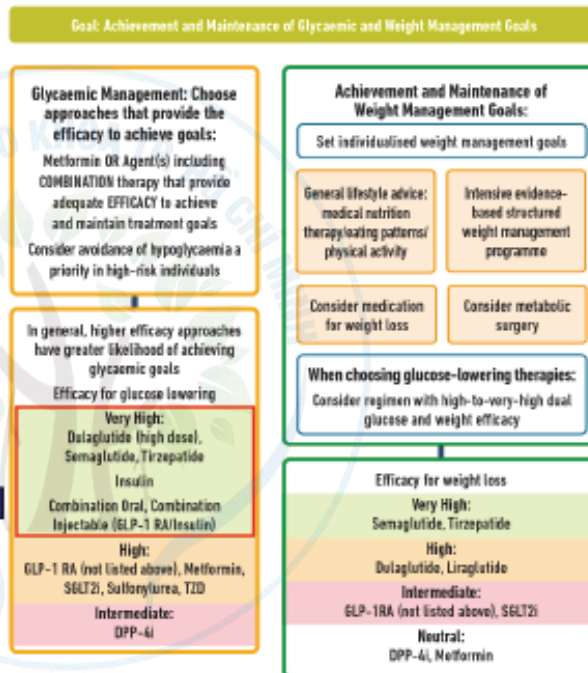 Goal: Achievement and Maintenance of Glycaemic and Weight Management Goals
Glycaemic Management: Choose
approaches that provide the
efficacy to achieve goals:
Metformin OR Agent(s) including
COMBINATION therapy that provide
adequate EFFICACY to achieve
and maintain treatment goals
Consider avoidance of hypoglycaemia a
priority in high-risk individuals
In general, higher efficacy approaches
have greater likelihood of achieving
glycaemic goals
Efficacy for glucose lowering
Very High:
Dulaglutide (high dose),
Semaglutide, Tirzepatide
Insulin
Combination Oral, Combination
Injectable (GLP-1 RA/Insulin)
High:
GLP-1 RA (not listed above), Metformin,
SGLT2i, Sulfonylurea, TZD
Intermediate:
DPP-4i
Achievement and Maintenance of
Weight Management Goals:
Set individualised weight management goals
General lifestyle advice:
medical nutrition
therapy/eating patterns/
physical activity
Intensive evidence-
based structured
weight management
programme
Consider medication
for weight loss
Consider metabolic
surgery
When choosing glucose-lowering therapies:
Consider regimen with high-to-very-high dual
glucose and weight efficacy
Efficacy for weight loss
Very High:
Semaglutide, Tirzepatide
High:
Dulaglutide, Liraglutide
Intermediate:
GLP-1RA (not listed above), SGLT2i
Neutral:
DPP-4i, Metformin